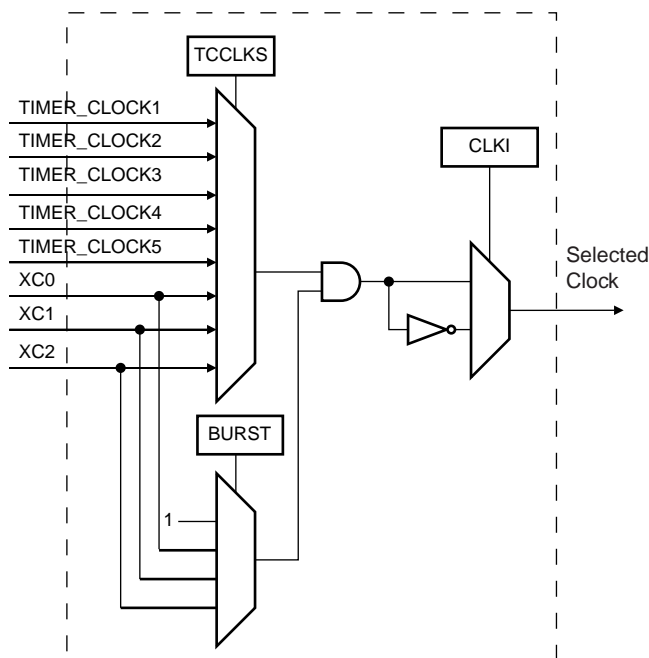 TCCLKS
TIMER_CLOCK1
TIMER_CLOCK2
TIMER_CLOCK3
TIMER_CLOCK4
TIMER_CLOCK5
XC0
XC1
XC2
CLKI
Selected
Clock
BURST
1